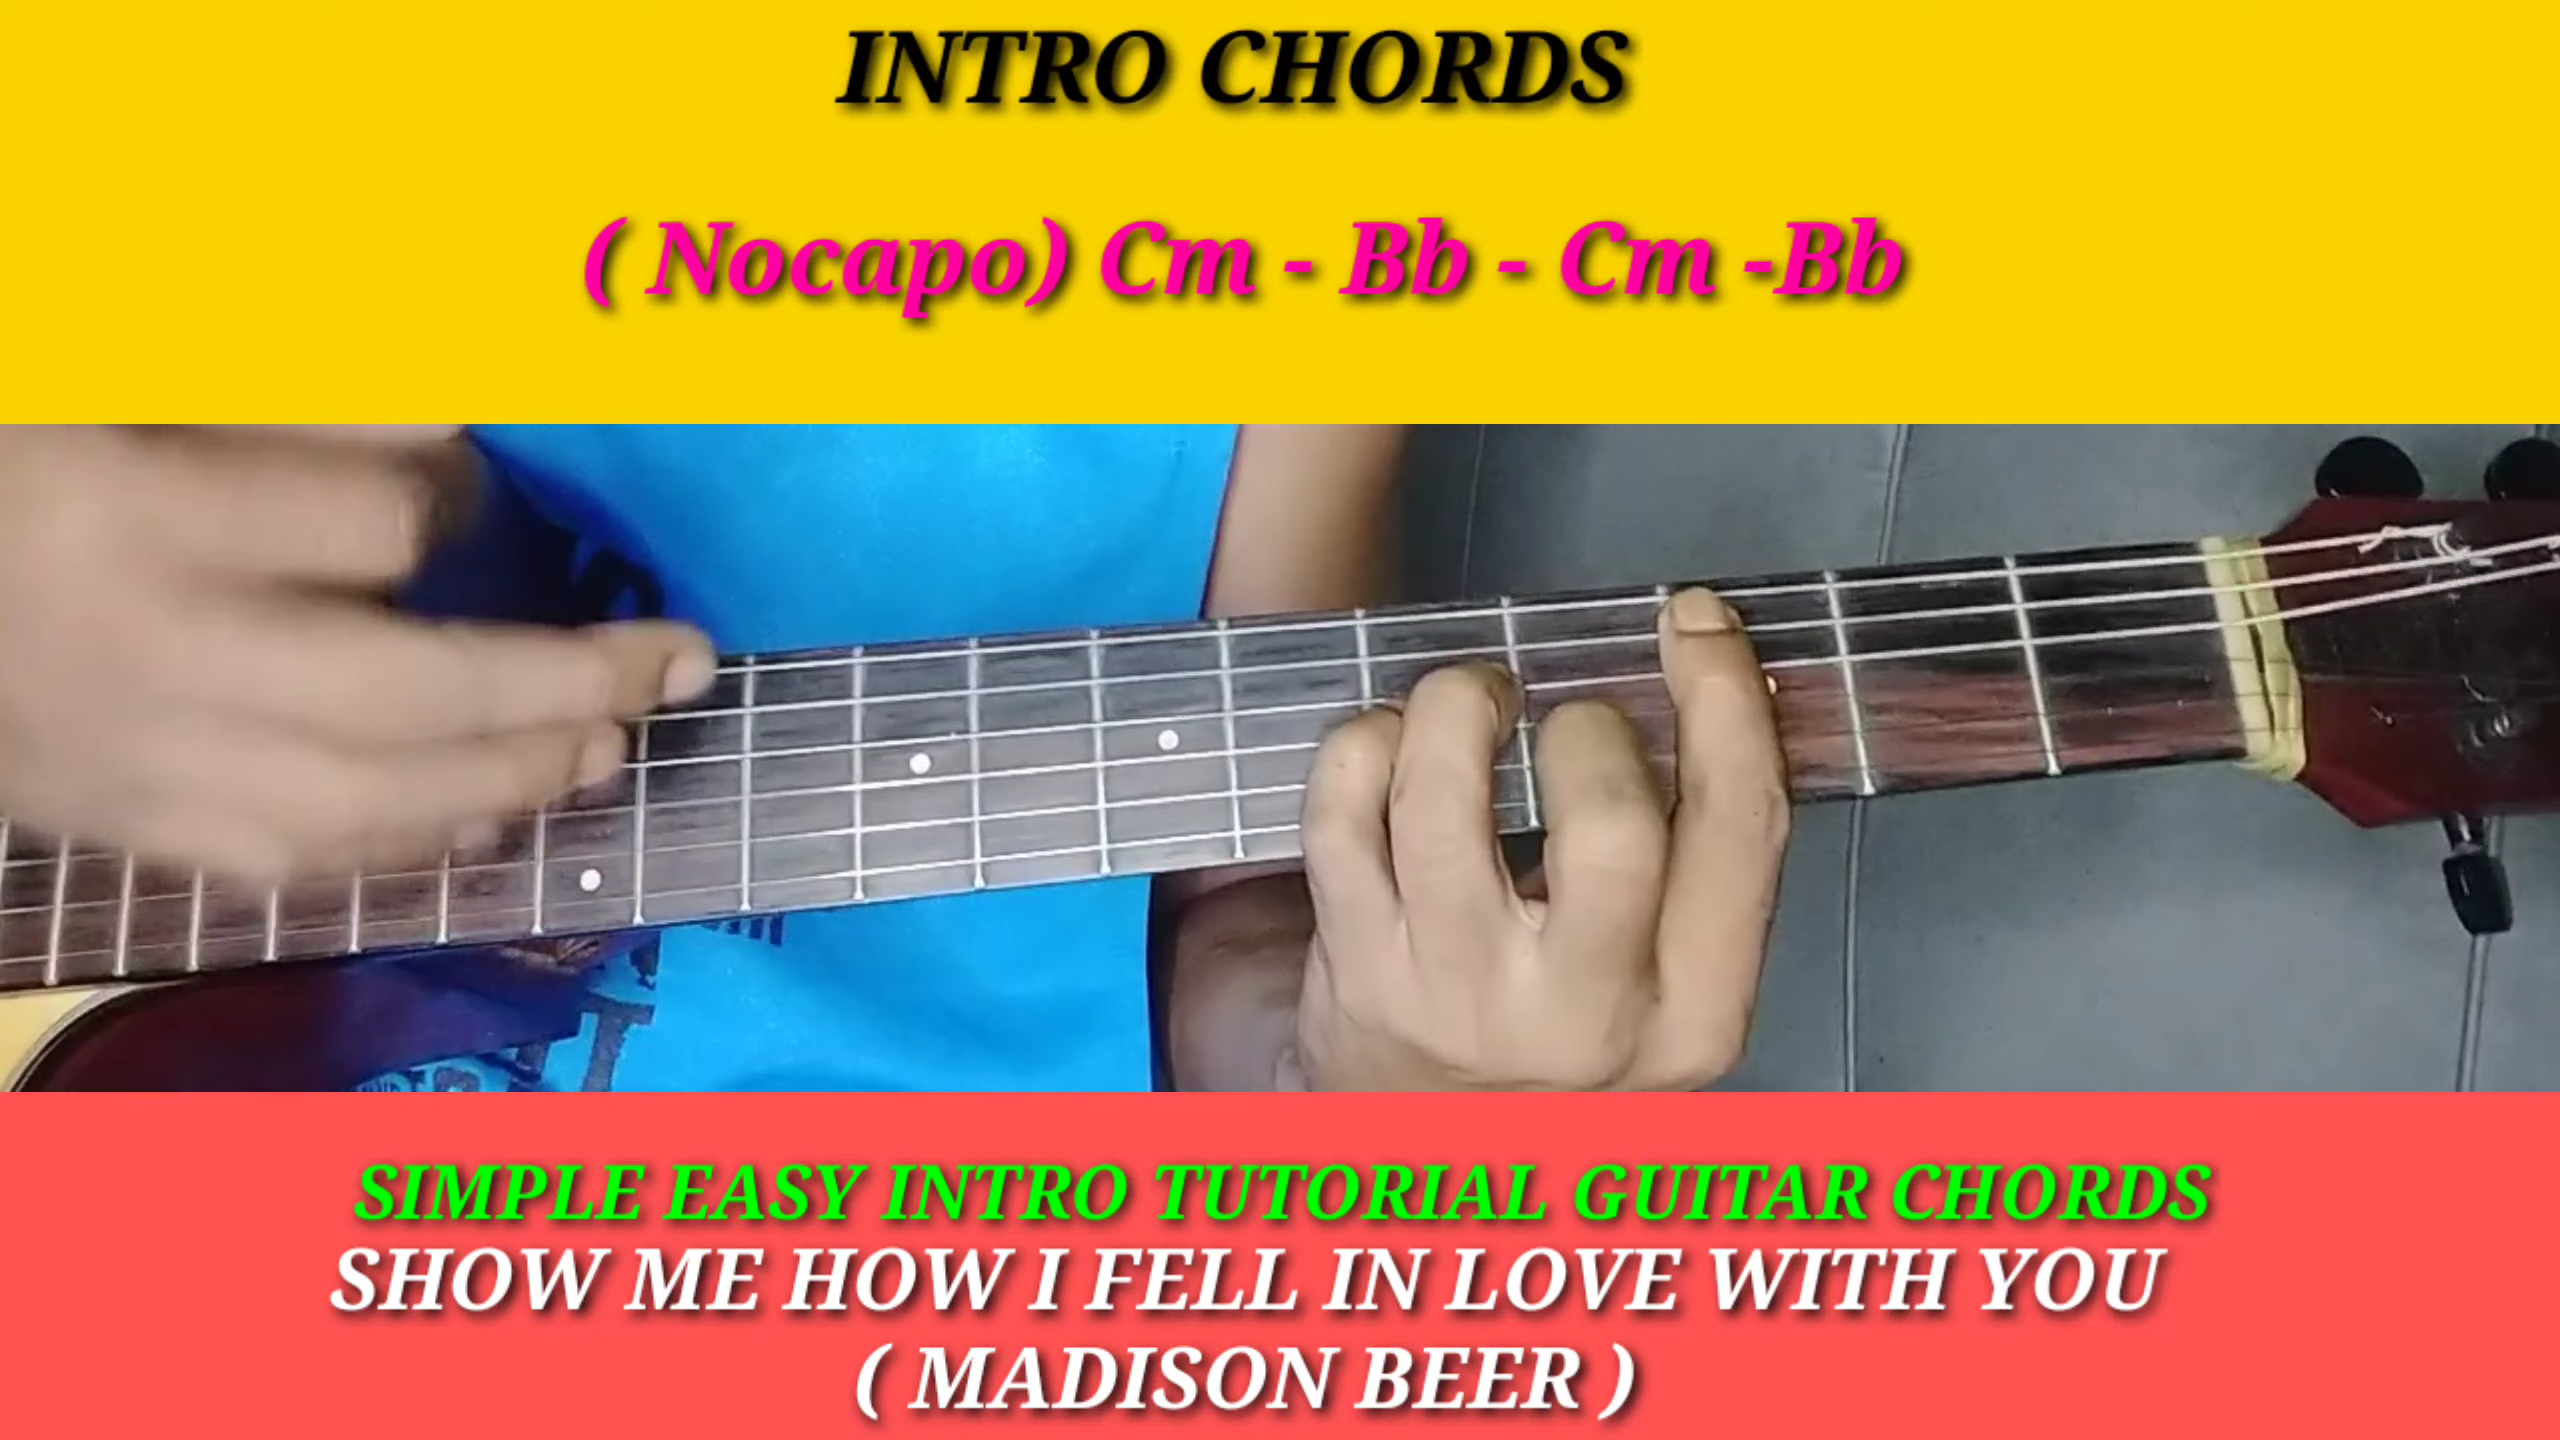 INTRO CHORDS
( Nocapo) Cm - Bb - Cm -Bb
SIMPLE EASY INTRO TUTORIAL GUITAR CHORDS
SHOW ME HOW I FELL IN LOVE WITH YOU
( MADISON BEER )